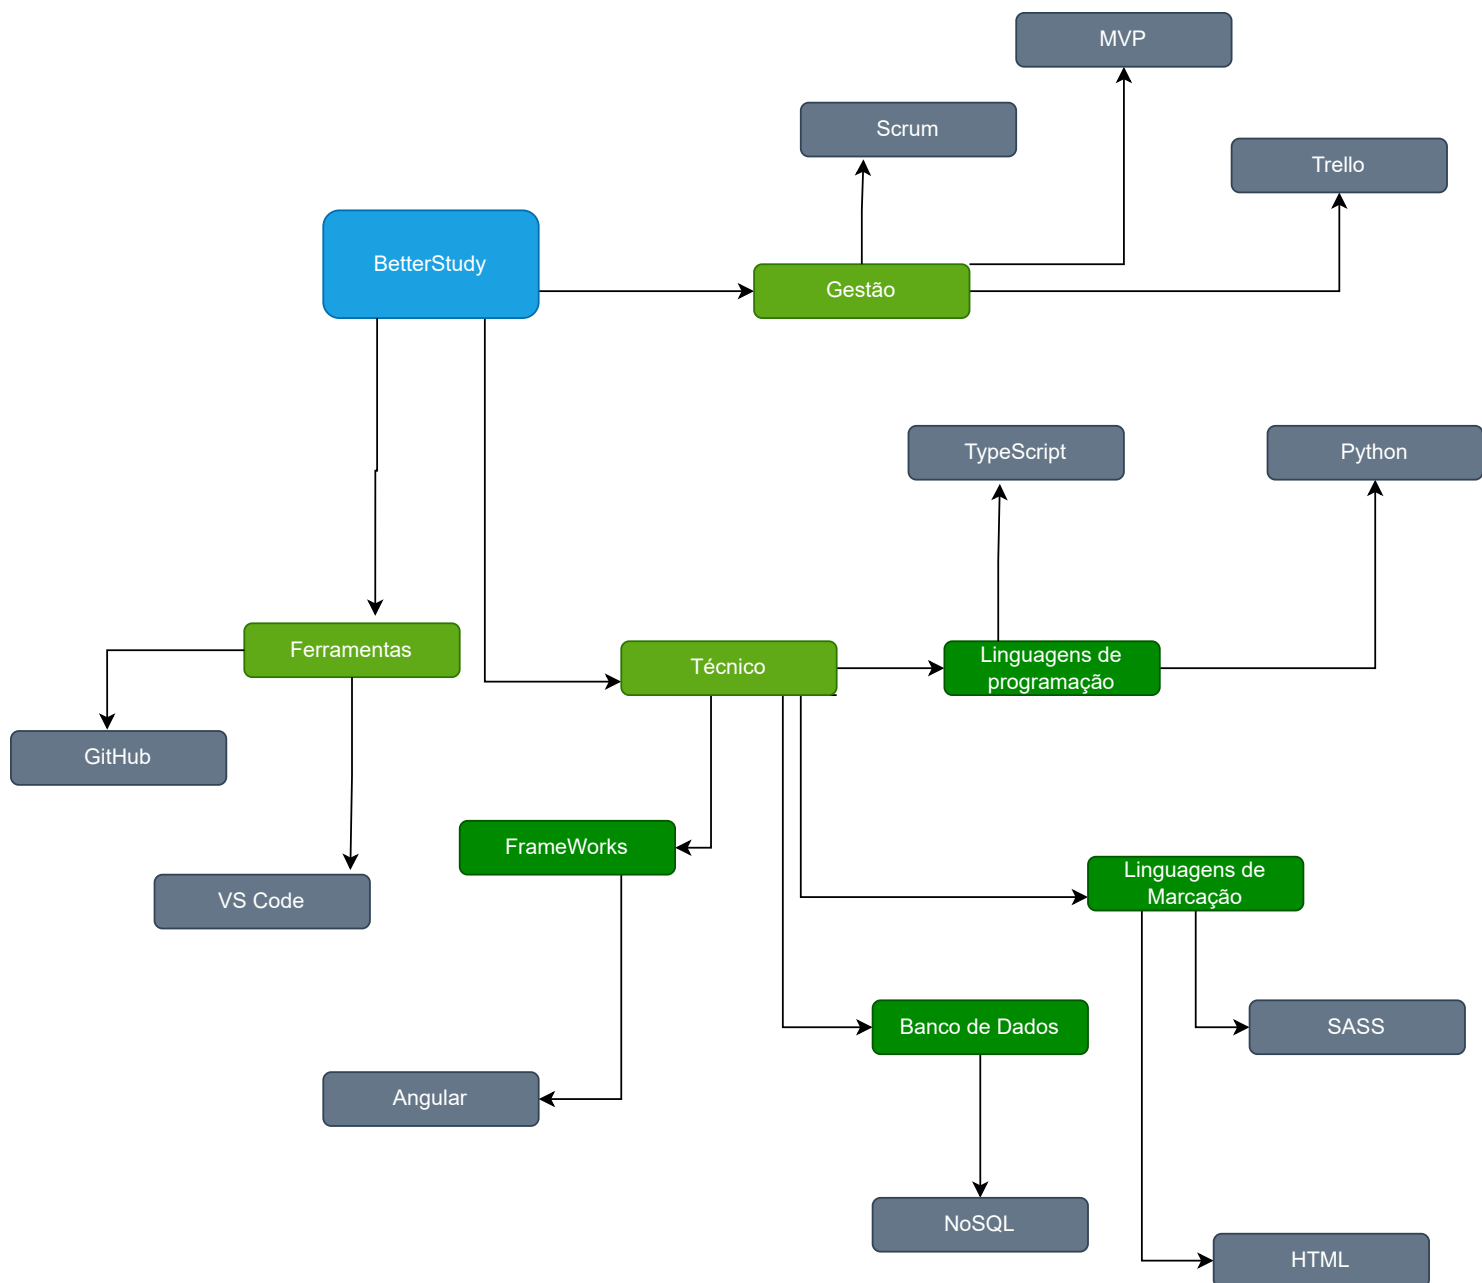 MVP
Scrum
Trello
BetterStudy
Gestão
TypeScript
Python
Ferramentas
Técnico
Linguagens de
programação
GitHub
FrameWorks
Linguagens de
Marcação
VS Code
Banco de Dados
SASS
Angular
NoSQL
HTML